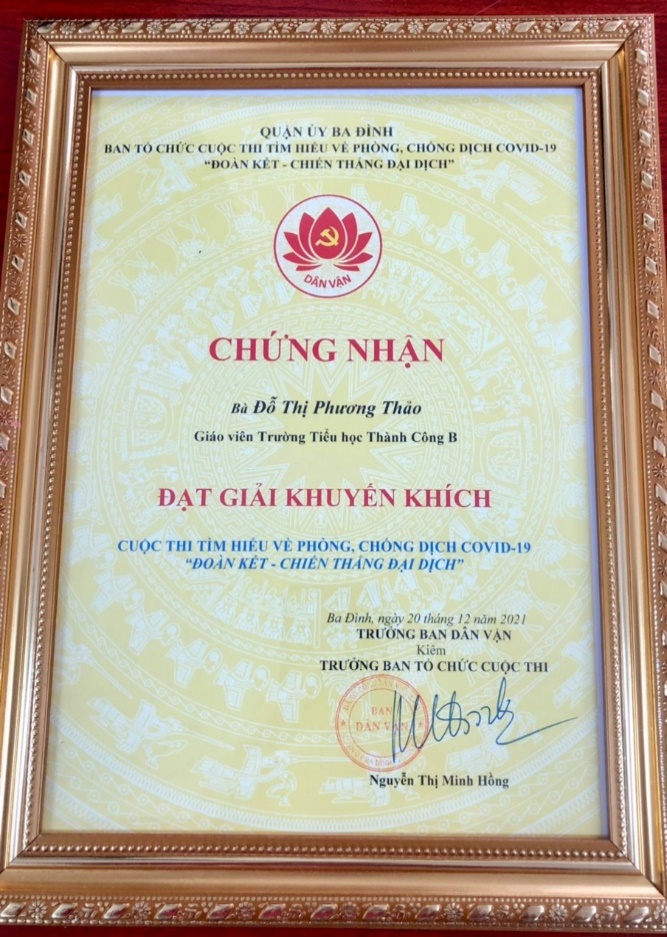 QUẬN ỦY BA ĐÌNH
BAN TỔ CHỨC CUỘC THI TÌM HIỂU VỀ PHÒNG, CHỐNG DỊCH COVID-19
“ĐOÀN KẾT - CHIẾN THẮNG ĐẠI DỊCH”
DÂN VẬN
CHỨNG NHẬN
Bà Đỗ Thị Phương Thảo
Giáo viên Trường Tiểu học Thành Công B
ĐẠT GIẢI KHUYẾN KHÍCH
CUỘC THI TÌM HIỂU VỀ PHÒNG, CHỐNG DỊCH COVID-19
“ĐOÀN KẾT - CHIẾN THẮNG ĐẠI DỊCH”
Ba Đình, ngày 20 tháng 12 năm 2021
TRƯỞNG BAN DÂN VẬN
Kiêm
TRƯỞNG BAN TỔ CHỨC CUỘC THI
BAN
DÂN VẬN
Nguyễn Thị Minh Hồng